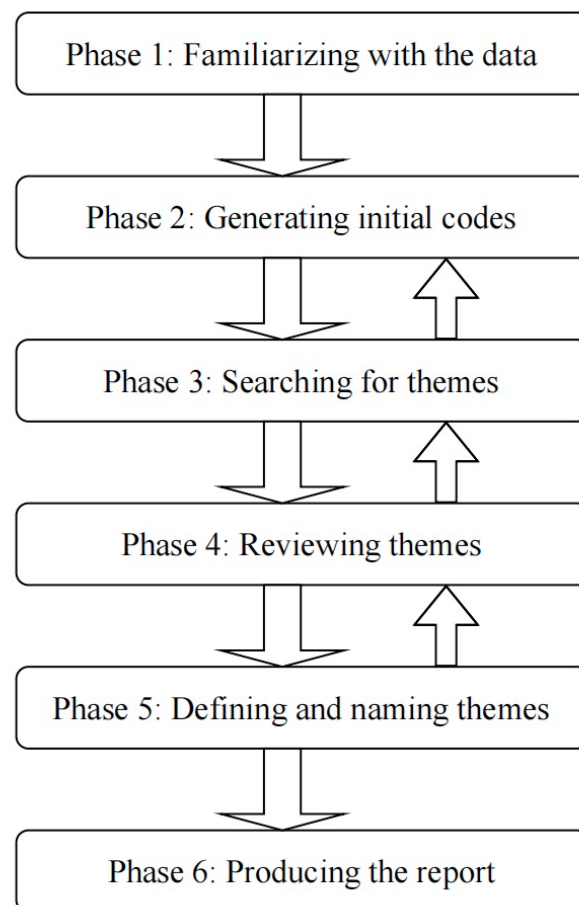 Phase 1: Familiarizing with the data
Phase 2: Generating initial codes
Phase 3: Searching for themes
Phase 4: Reviewing themes
Phase 5: Defining and naming themes
Phase 6: Producing the report